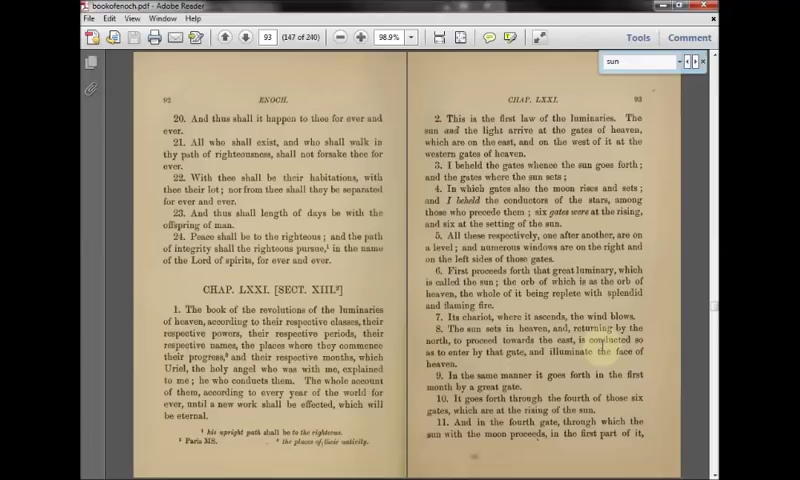 bookofenoch.pdf - Adobe Reader
File Edit View Window Help
93 (147 of 240) 98.9% Tools Comment
sun
92 ENOCH.
20. And thus shall it happen to thee for ever and
ever.
21. All who shall exist, and who shall walk in
thy path of righteousness, shall not forsake thee for
ever.
22. With thee shall be their habitations, with
thee their lot; nor from thee shall they be separated
for ever and ever.
23. And thus shall length of days be with the
offspring of man.
24. Peace shall be to the righteous; and the path
of integrity shall the righteous pursue,¹ in the name
of the Lord of spirits, for ever and ever.
CHAP. LXXI. [SECT. XIII.²]
1. The book of the revolutions of the luminaries
of heaven, according to their respective classes, their
respective powers, their respective periods, their
respective names, the places where they commence
their progress,³ and their respective months, which
Uriel, the holy angel who was with me, explained
to me; he who conducts them. The whole account
of them, according to every year of the world for
ever, until a new work shall be effected, which will
be eternal.
¹ his upright path shall be to the righteous.
² Paris MS. ³ the places of their nativity.
CHAP. LXXI. 93
2. This is the first law of the luminaries. The
sun and the light arrive at the gates of heaven,
which are on the east, and on the west of it at the
western gates of heaven.
3. I beheld the gates whence the sun goes forth;
and the gates where the sun sets;
4. In which gates also the moon rises and sets;
and I beheld the conductors of the stars, among
those who precede them; six gates were at the rising,
and six at the setting of the sun.
5. All these respectively, one after another, are on
a level; and numerous windows are on the right and
on the left sides of those gates.
6. First proceeds forth that great luminary, which
is called the sun; the orb of which is as the orb of
heaven, the whole of it being replete with splendid
and flaming fire.
7. Its chariot, where it ascends, the wind blows.
8. The sun sets in heaven, and, returning by the
north, to proceed towards the east, is conducted so
as to enter by that gate, and illuminate the face of
heaven.
9. In the same manner it goes forth in the first
month by a great gate.
10. It goes forth through the fourth of those six
gates, which are at the rising of the sun.
11. And in the fourth gate, through which the
sun with the moon proceeds, in the first part of it,